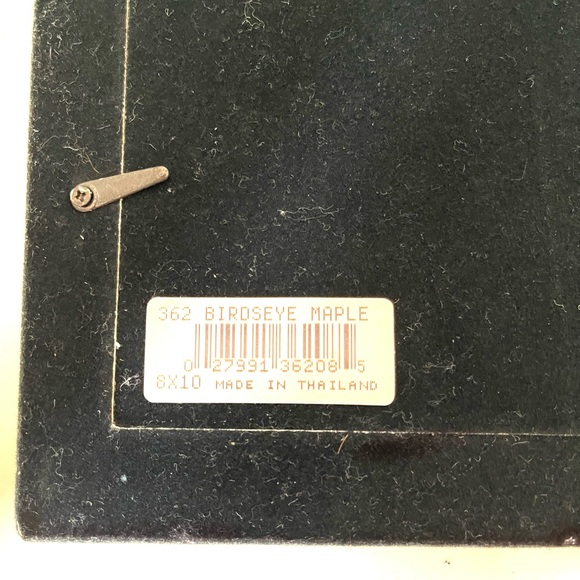 362 BIRDSEYE MAPLE
0 27991 36208 5
8X10 MADE IN THAILAND